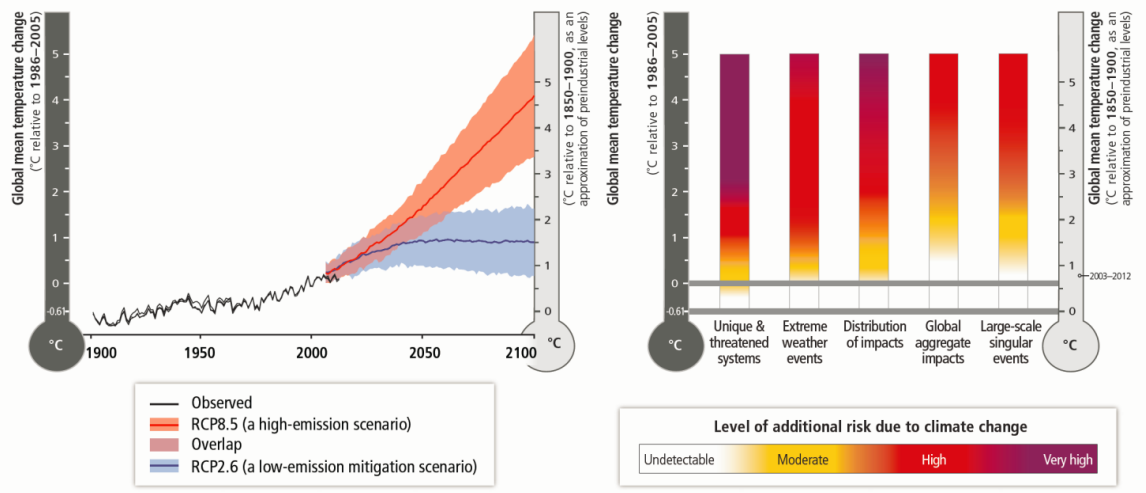 Global mean temperature change
(°C relative to 1986–2005)
5
4
3
2
1
0
-0.61
°C
1900
1950
2000
2050
2100
Global mean temperature change
(°C relative to 1850–1900, as an
approximation of preindustrial levels)
5
4
3
2
1
0
°C
Observed
RCP8.5 (a high-emission scenario)
Overlap
RCP2.6 (a low-emission mitigation scenario)
Global mean temperature change
(°C relative to 1986–2005)
5
4
3
2
1
0
-0.61
°C
Unique &
threatened
systems
Extreme
weather
events
Distribution
of impacts
Global
aggregate
impacts
Large-scale
singular
events
Global mean temperature change
(°C relative to 1850–1900, as an
approximation of preindustrial levels)
5
4
3
2
1
2003–2012
0
°C
Level of additional risk due to climate change
Undetectable
Moderate
High
Very high